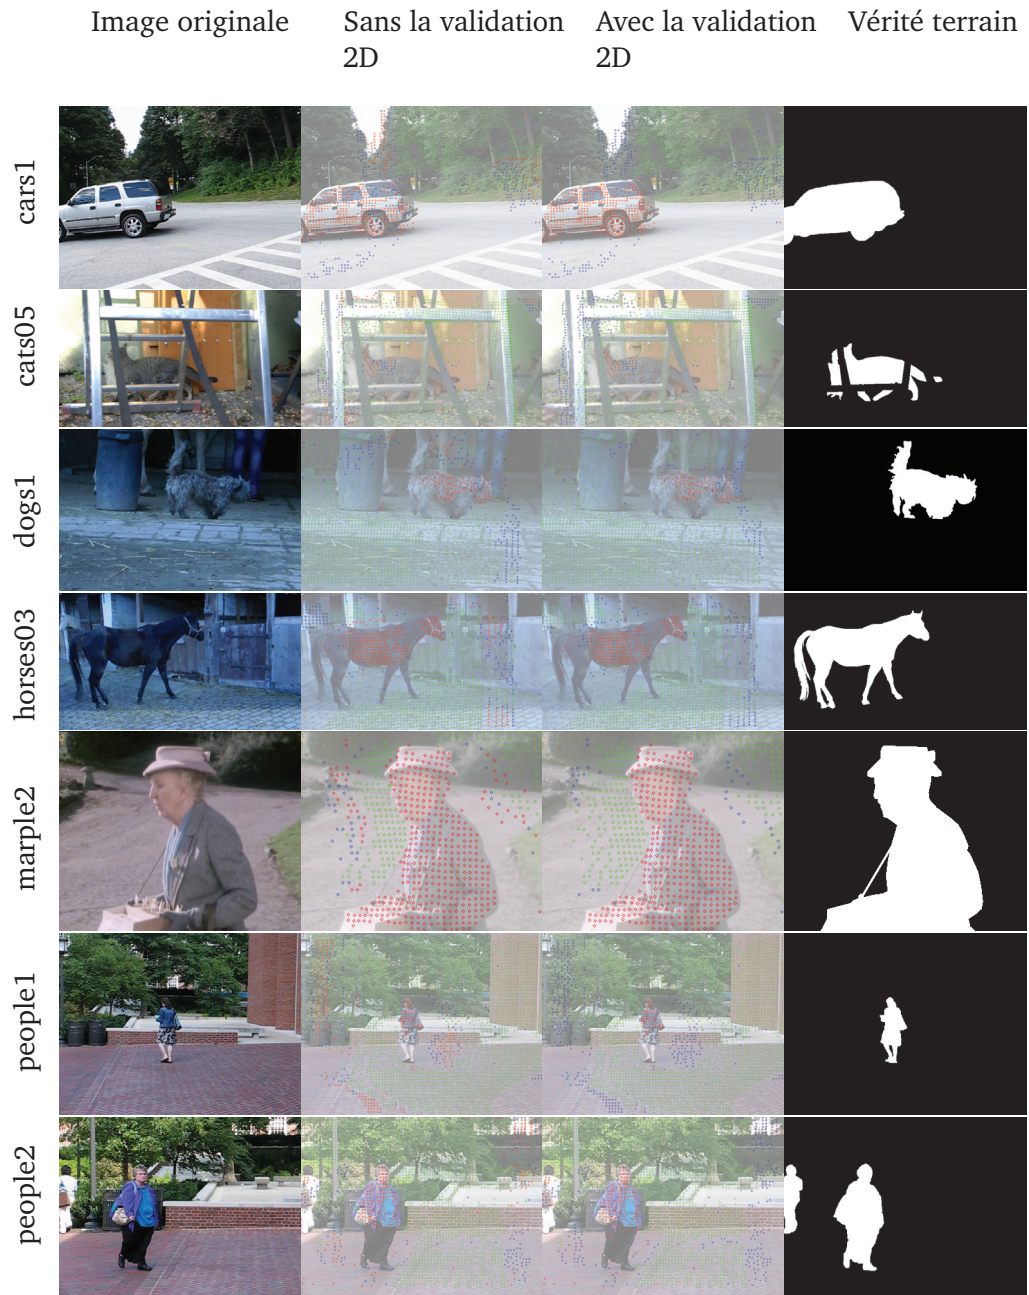 Image originale
Sans la validation
2D
Avec la validation
2D
Vérité terrain
cars1
cats05
dogs1
horses03
marple2
people1
people2